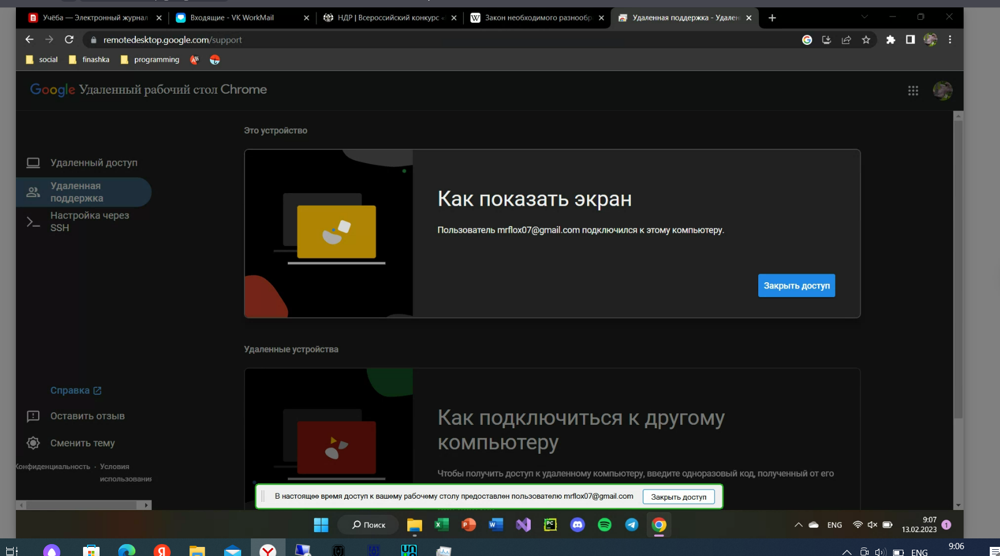 Учёба — Электронный журнал
Входящие - VK WorkMail
НДР | Всероссийский конкурс «
Закон необходимого разнообр
Удаленная поддержка - Удален
remotedesktop.google.com/support
social
finashka
programming
Google Удаленный рабочий стол Chrome
Это устройство
Удаленный доступ
Удаленная
поддержка
Настройка через
SSH
Как показать экран
Пользователь mrflox07@gmail.com подключился к этому компьютеру.
Закрыть доступ
Удаленные устройства
Справка
Оставить отзыв
Сменить тему
Конфиденциальность · Условия
использования
Как подключиться к другому
компьютеру
Чтобы получить доступ к удаленному компьютеру, введите одноразовый код, полученный от его
В настоящее время доступ к вашему рабочему столу предоставлен пользователю mrflox07@gmail.com
Закрыть доступ
Поиск
ENG
9:07
13.02.2023
1
9:06
ENG